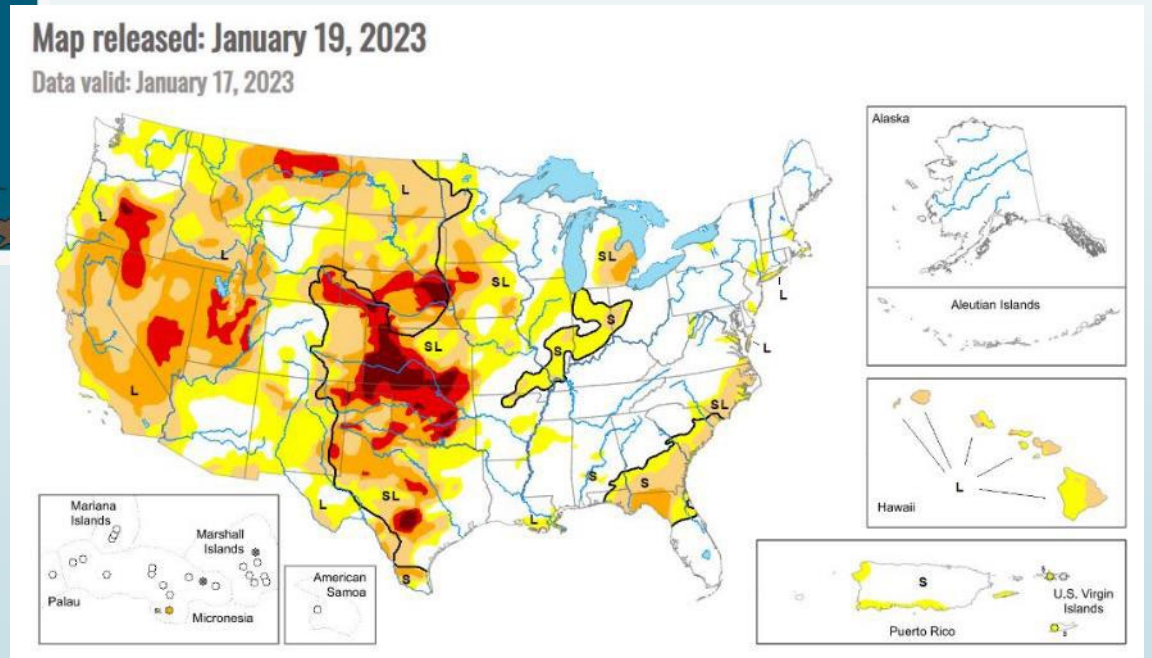 Map released: January 19, 2023
Data valid: January 17, 2023
Alaska
Aleutian Islands
L
L
L
SL
SL
S
L
S
SL
L
L
SL
S
S
SL
L
L
S
L
L
Hawaii
Mariana
Islands
Marshall
Islands
Palau
SL
Micronesia
American
Samoa
S
S
U.S. Virgin
Islands
S
Puerto Rico